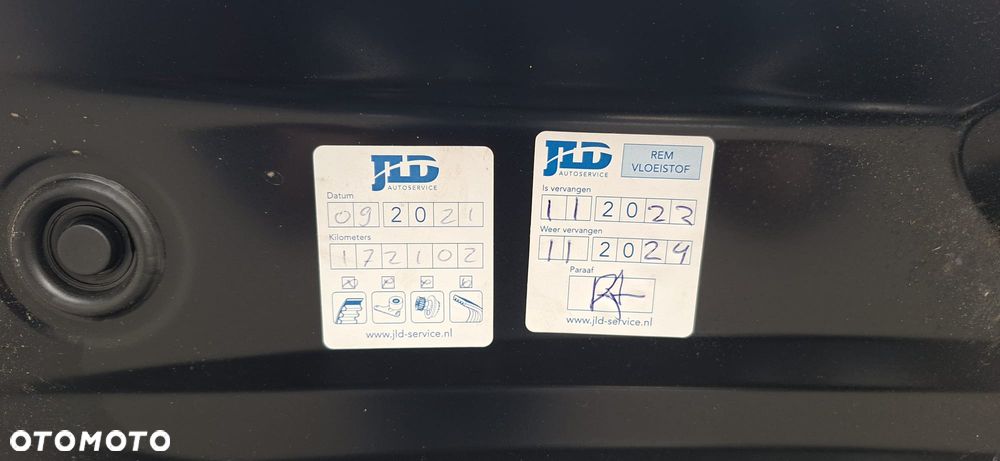 JLD
AUTOSERVICE
Datum
09 2021
Kilometers
172102
www.jld-service.nl
JLD
AUTOSERVICE
REM
VLOEISTOF
Is vervangen
11 2022
Weer vervangen
11 2024
Paraaf
www.jld-service.nl
OTOMOTO